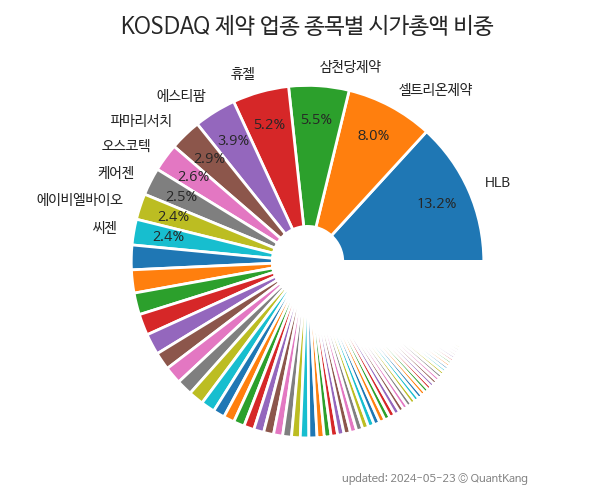 KOSDAQ 제약 업종 종목별 시가총액 비중
HLB
13.2%
셀트리온제약
8.0%
삼천당제약
5.5%
휴젤
5.2%
에스티팜
3.9%
파마리서치
2.9%
오스코텍
2.6%
케어젠
2.5%
에이비엘바이오
2.4%
씨젠
2.4%
updated: 2024-05-23 © QuantKang